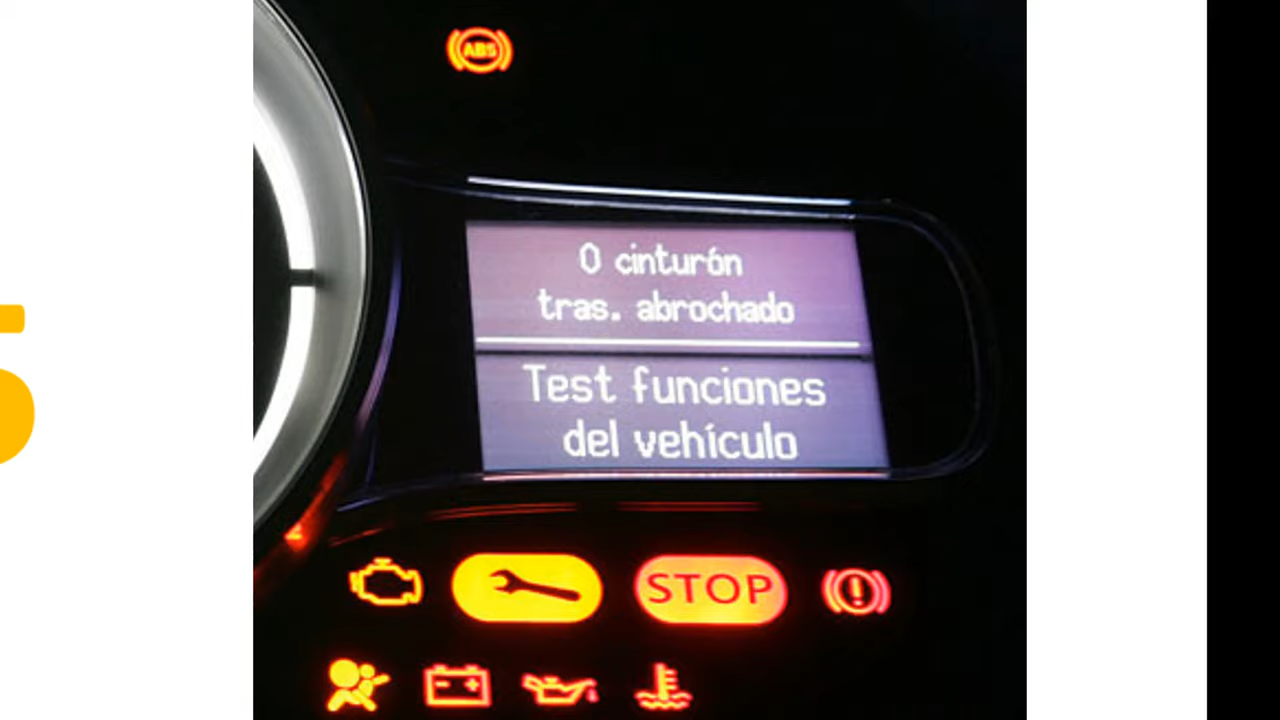 ABS
0 cinturón
tras. abrochado
Test funciones
del vehículo
STOP